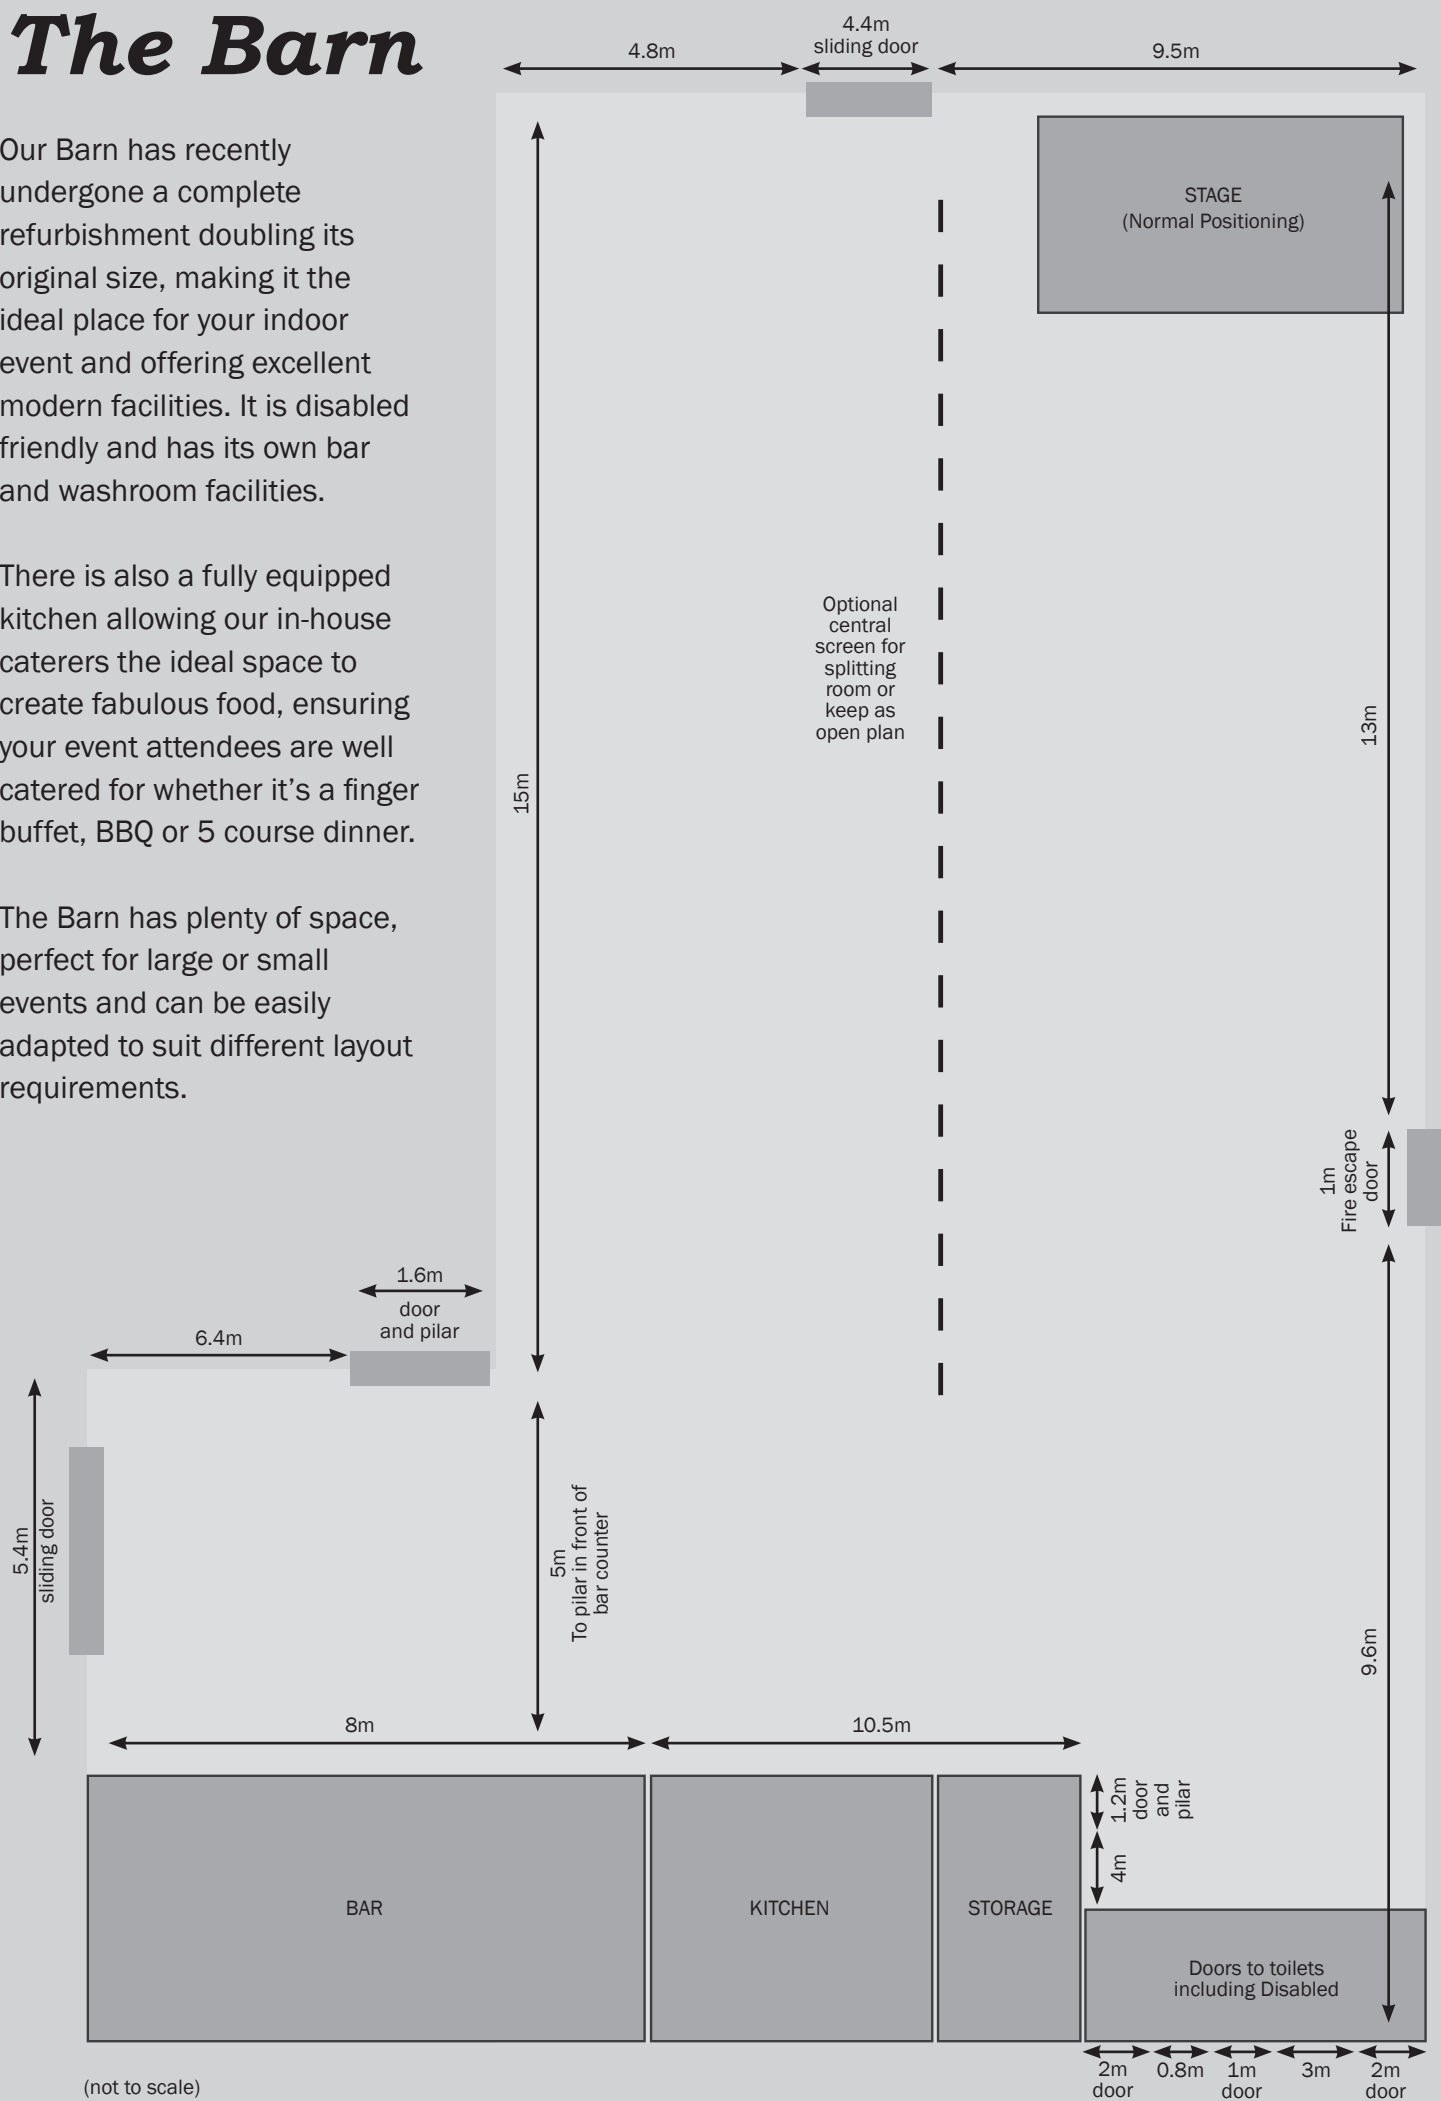 The Barn
Our Barn has recently
undergone a complete
refurbishment doubling its
original size, making it the
ideal place for your indoor
event and offering excellent
modern facilities. It is disabled
friendly and has its own bar
and washroom facilities.
There is also a fully equipped
kitchen allowing our in-house
caterers the ideal space to
create fabulous food, ensuring
your event attendees are well
catered for whether it's a finger
buffet, BBQ or 5 course dinner.
The Barn has plenty of space,
perfect for large or small
events and can be easily
adapted to suit different layout
requirements.
4.8m
4.4m
sliding door
9.5m
STAGE
(Normal Positioning)
Optional
central
screen for
splitting
room or
keep as
open plan
15m
13m
1m
Fire escape
door
1.6m
door
and pilar
6.4m
5.4m
sliding door
5m
To pilar in front of
bar counter
9.6m
8m
10.5m
1.2m
door
and
pilar
4m
BAR
KITCHEN
STORAGE
Doors to toilets
including Disabled
2m
door
0.8m
1m
door
3m
2m
door
(not to scale)